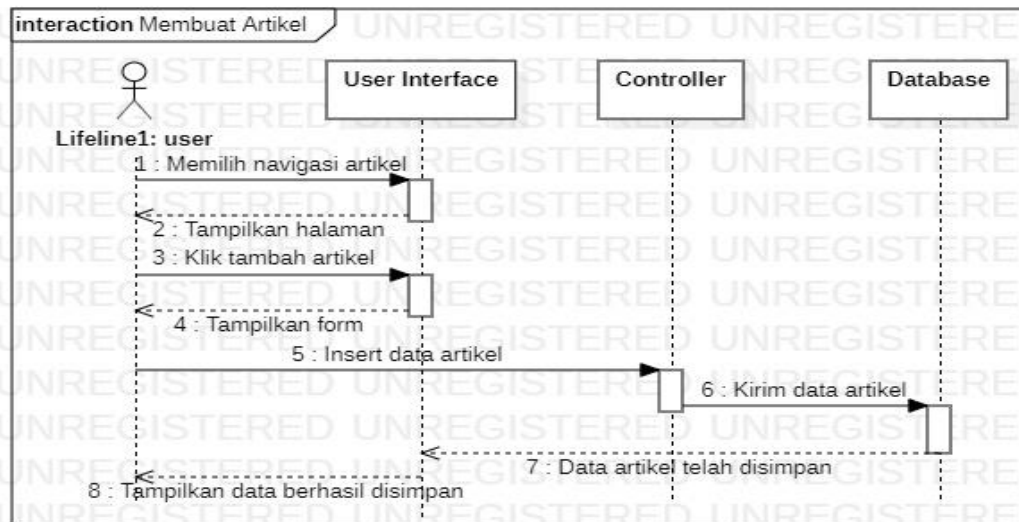 interaction Membuat Artikel
User Interface
Controller
Database
Lifeline1: user
1 : Memilih navigasi artikel
2 : Tampilkan halaman
3 : Klik tambah artikel
4 : Tampilkan form
5 : Insert data artikel
6 : Kirim data artikel
7 : Data artikel telah disimpan
8 : Tampilkan data berhasil disimpan
UNREGISTERED